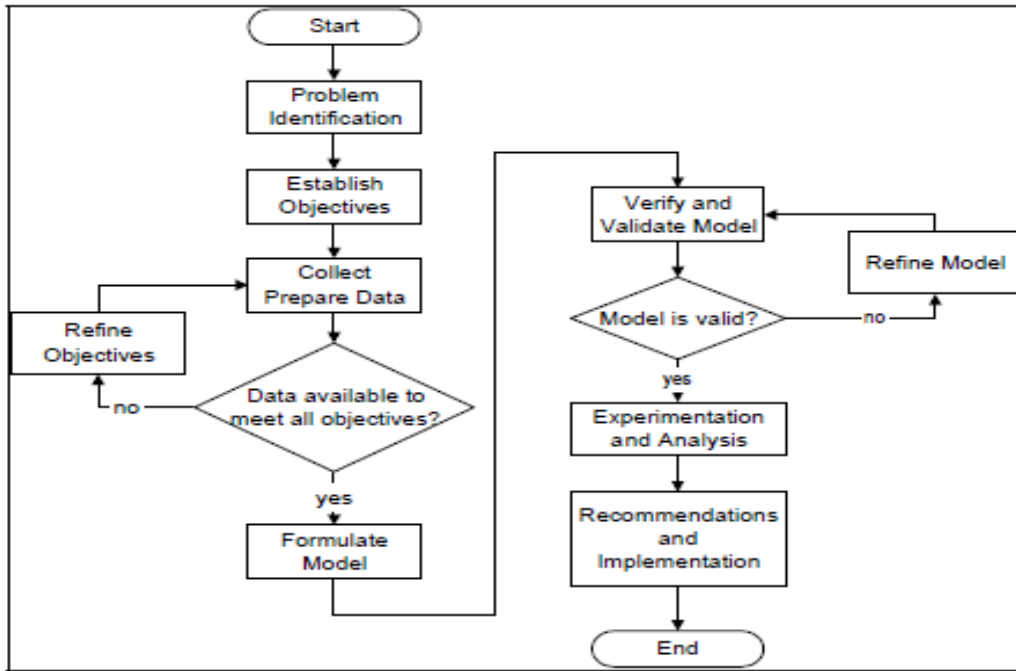 Start
Problem
Identification
Establish
Objectives
Collect
Prepare Data
Refine
Objectives
Data available to
meet all objectives?
no
yes
Formulate
Model
Verify and
Validate Model
Refine Model
Model is valid?
no
yes
Experimentation
and Analysis
Recommendations
and
Implementation
End